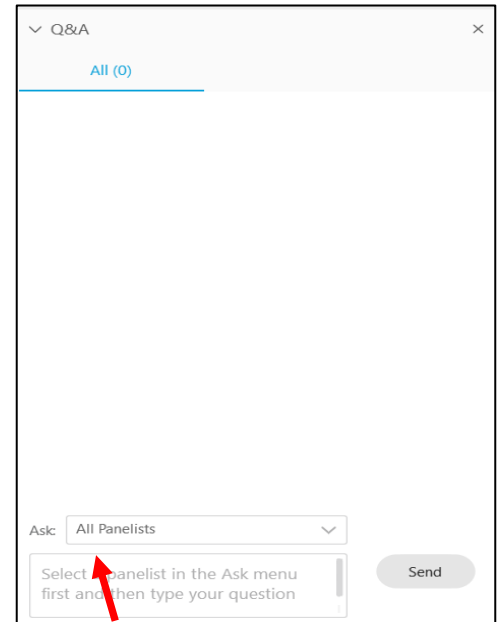 Q&A
All (0)
Ask: All Panelists
Select a panelist in the Ask menu
first and then type your question
Send